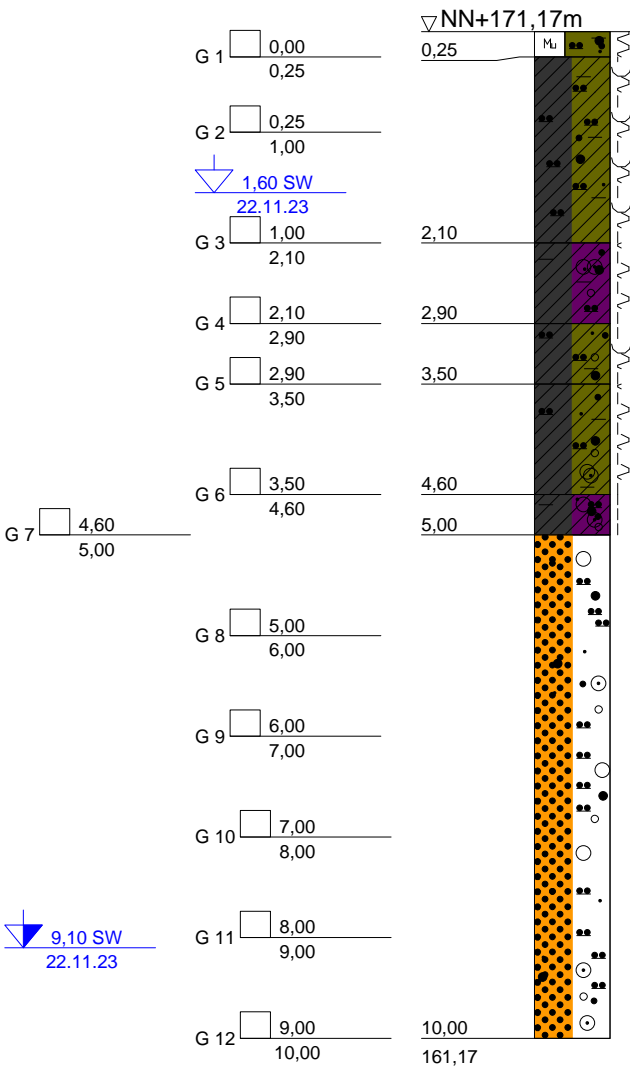 NN+171,17m
Mu
G 1 0,00 0,25
0,25
G 2 0,25
1,00
1,60 SW
22.11.23
G 3 1,00 2,10
2,10
G 4 2,10 2,90
2,90
G 5 2,90 3,50
3,50
G 6 3,50 4,60
4,60
G 7 4,60 5,00
5,00
G 8 5,00
6,00
G 9 6,00
7,00
G 10 7,00
8,00
G 11 8,00
9,00
9,10 SW
22.11.23
G 12 9,00 10,00
10,00 161,17